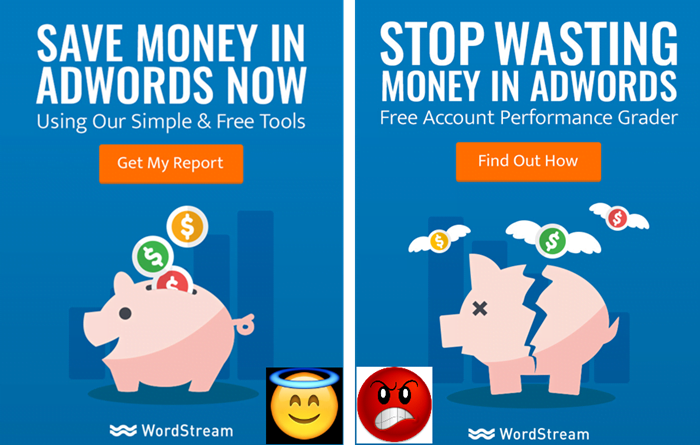 SAVE MONEY IN
ADWORDS NOW
Using Our Simple & Free Tools
Get My Report
$
$
$
WordStream
STOP WASTING
MONEY IN ADWORDS
Free Account Performance Grader
Find Out How
$
$
$
WordStream